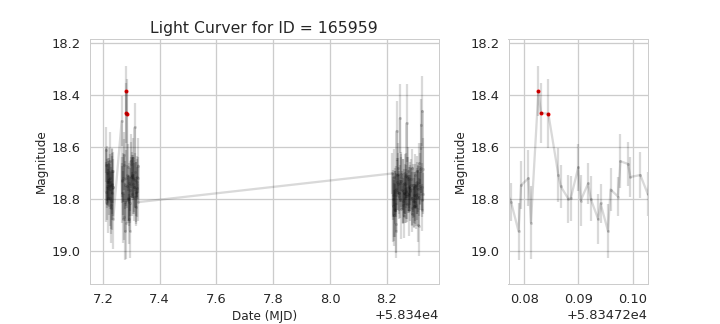 Light Curver for ID = 165959
Magnitude
18.2
18.4
18.6
18.8
19.0
7.2 7.4 7.6 7.8 8.0 8.2
Date (MJD)
+5.834e4
Magnitude
18.2
18.4
18.6
18.8
19.0
0.08 0.09 0.10
+5.83472e4